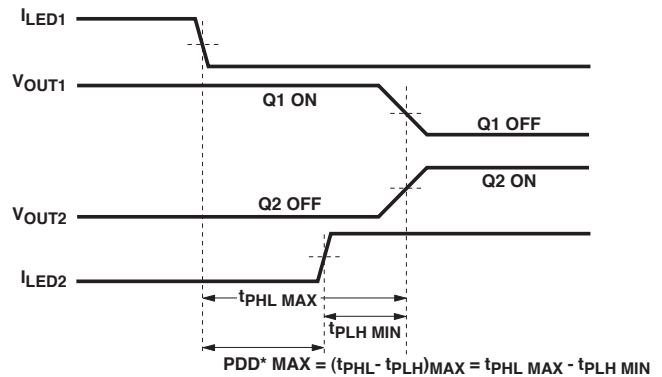 ILED1
VOUT1
Q1 ON
Q1 OFF
Q2 ON
Q2 OFF
VOUT2
ILED2
tPHL MAX
tPLH MIN
PDD* MAX = (tPHL- tPLH)MAX = tPHL MAX - tPLH MIN